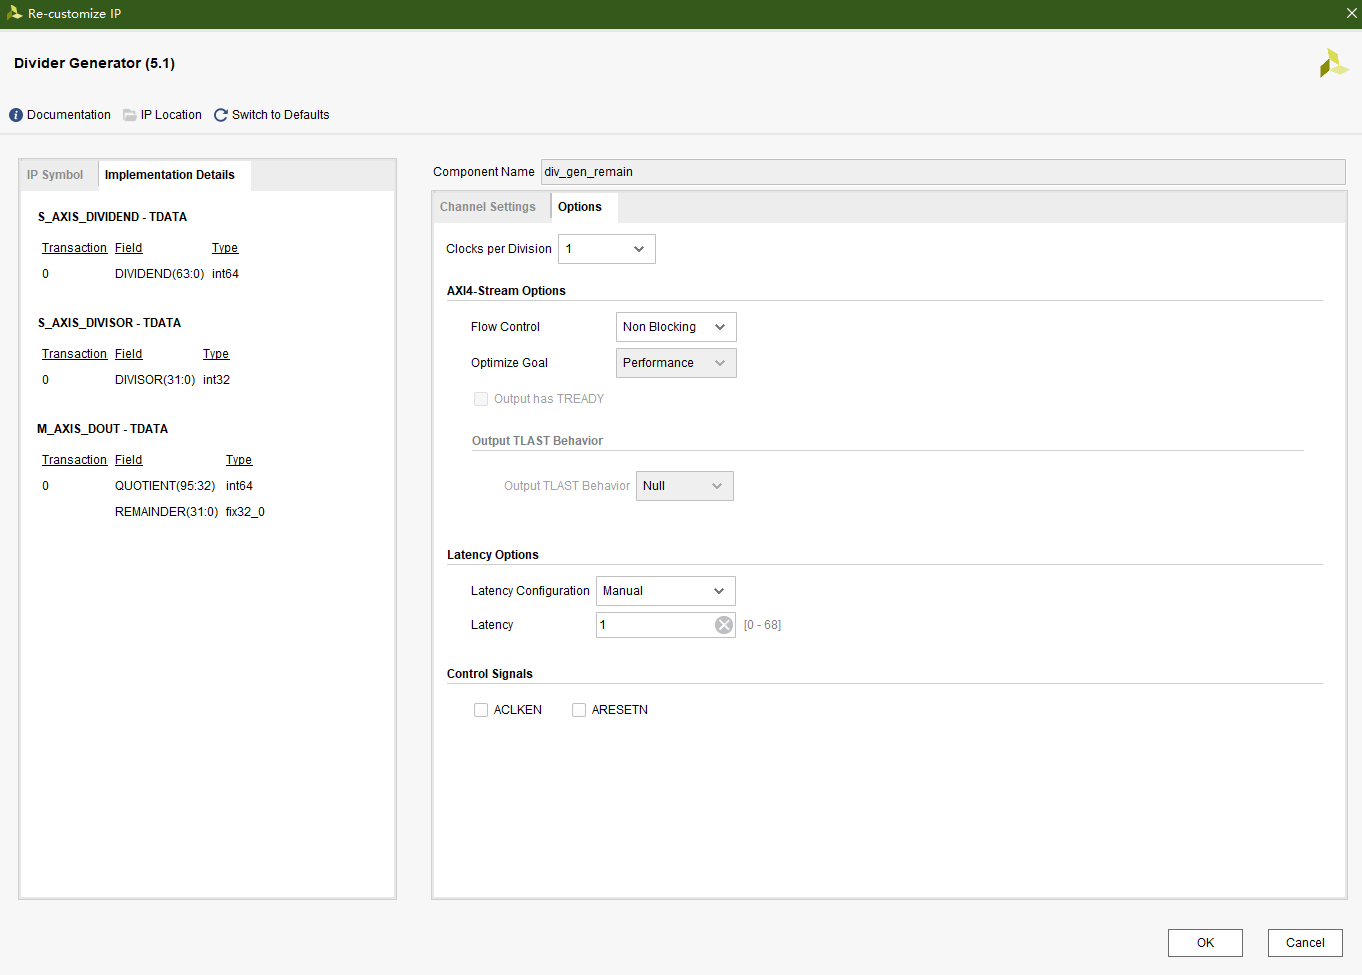 Re-customize IP
Divider Generator (5.1)
Documentation IP Location Switch to Defaults
IP Symbol Implementation Details
S_AXIS_DIVIDEND - TDATA
Transaction Field Type
0 DIVIDEND(63:0) int64
S_AXIS_DIVISOR - TDATA
Transaction Field Type
0 DIVISOR(31:0) int32
M_AXIS_DOUT - TDATA
Transaction Field Type
0 QUOTIENT(95:32) int64
REMAINDER(31:0) fix32_0
Component Name div_gen_remain
Channel Settings Options
Clocks per Division 1
AXI4-Stream Options
Flow Control Non Blocking
Optimize Goal Performance
Output has TREADY
Output TLAST Behavior
Output TLAST Behavior Null
Latency Options
Latency Configuration Manual
Latency 1 [0 - 68]
Control Signals
ACLKEN ARESETN
OK Cancel